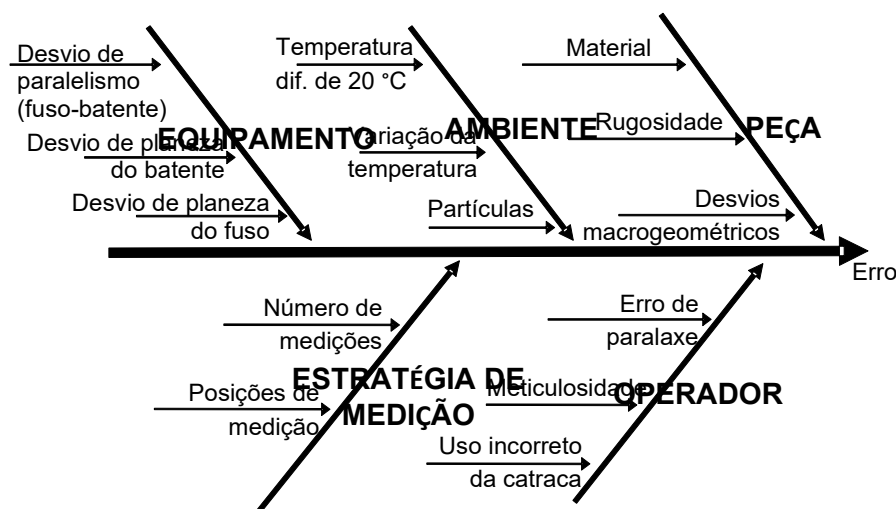 Desvio de
paralelismo
(fuso-batente)
EQUIPAMENTO
Desvio de planeza
do batente
Desvio de planeza
do fuso
Temperatura
dif. de 20 °C
AMBIENTE
Variação da
temperatura
Partículas
Material
Rugosidade
PEÇA
Desvios
macrogeométricos
Erro
Número de
medições
ESTRATÉGIA DE
MEDIÇÃO
Posições de
medição
Erro de
paralaxe
Meticulosidade
OPERADOR
Uso incorreto
da catraca